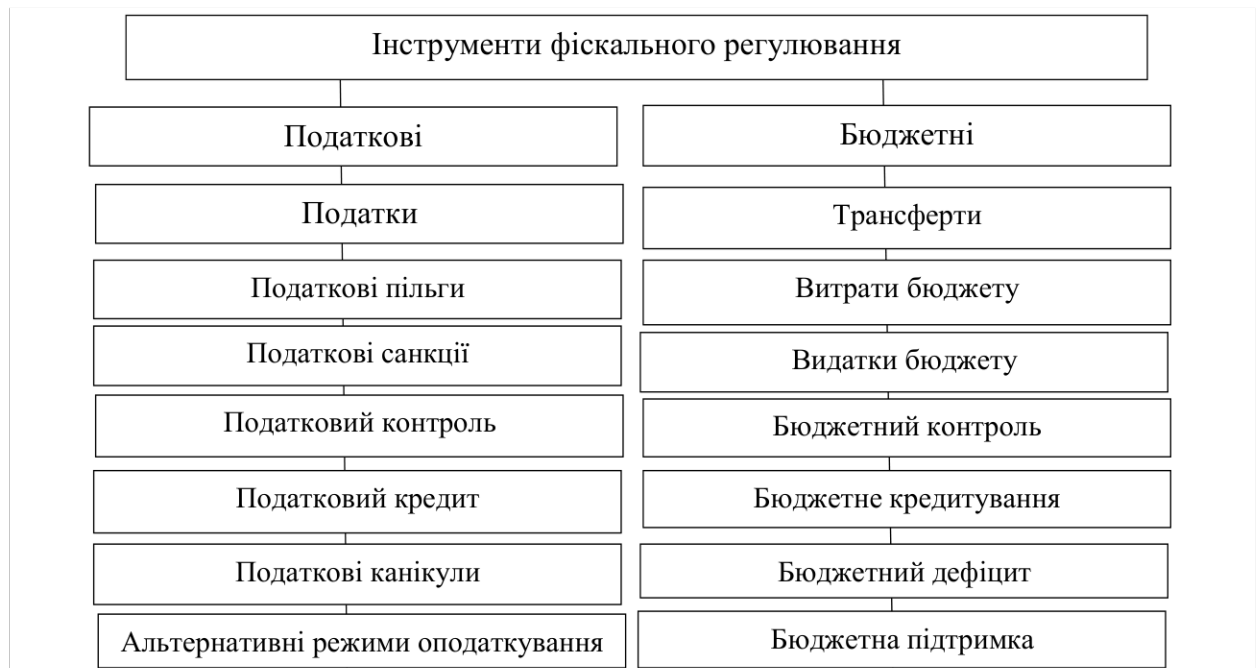 Інструменти фіскального регулювання
Податкові
Бюджетні
Податки
Трансферти
Податкові пільги
Витрати бюджету
Податкові санкції
Видатки бюджету
Податковий контроль
Бюджетний контроль
Податковий кредит
Бюджетне кредитування
Податкові канікули
Бюджетний дефіцит
Альтернативні режими оподаткування
Бюджетна підтримка